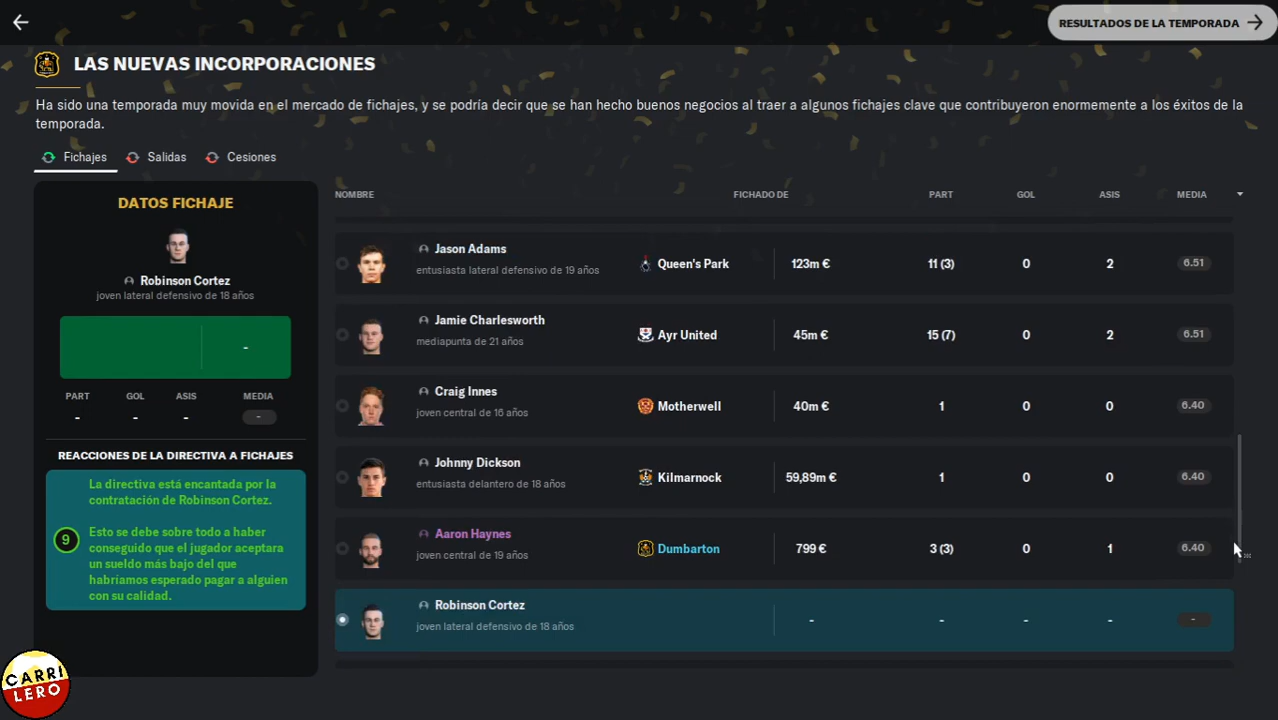 RESULTADOS DE LA TEMPORADA
LAS NUEVAS INCORPORACIONES
Ha sido una temporada muy movida en el mercado de fichajes, y se podría decir que se han hecho buenos negocios al traer a algunos fichajes clave que contribuyeron enormemente a los éxitos de la
temporada.
Fichajes Salidas Cesiones
DATOS FICHAJE
Robinson Cortez
joven lateral defensivo de 18 años
-
PART GOL ASIS MEDIA
- - - -
REACCIONES DE LA DIRECTIVA A FICHAJES
La directiva está encantada por la
contratación de Robinson Cortez.
9
Esto se debe sobre todo a haber
conseguido que el jugador aceptara
un sueldo más bajo del que
habríamos esperado pagar a alguien
con su calidad.
NOMBRE FICHADO DE PART GOL ASIS MEDIA
Jason Adams
entusiasta lateral defensivo de 19 años
Queen's Park 123m € 11 (3) 0 2 6.51
Jamie Charlesworth
mediapunta de 21 años
Ayr United 45m € 15 (7) 0 2 6.51
Craig Innes
joven central de 16 años
Motherwell 40m € 1 0 0 6.40
Johnny Dickson
entusiasta delantero de 18 años
Kilmarnock 59,89m € 1 0 0 6.40
Aaron Haynes
joven central de 19 años
Dumbarton 799 € 3 (3) 0 1 6.40
Robinson Cortez
joven lateral defensivo de 18 años
- - - - -
CARRI
LERO